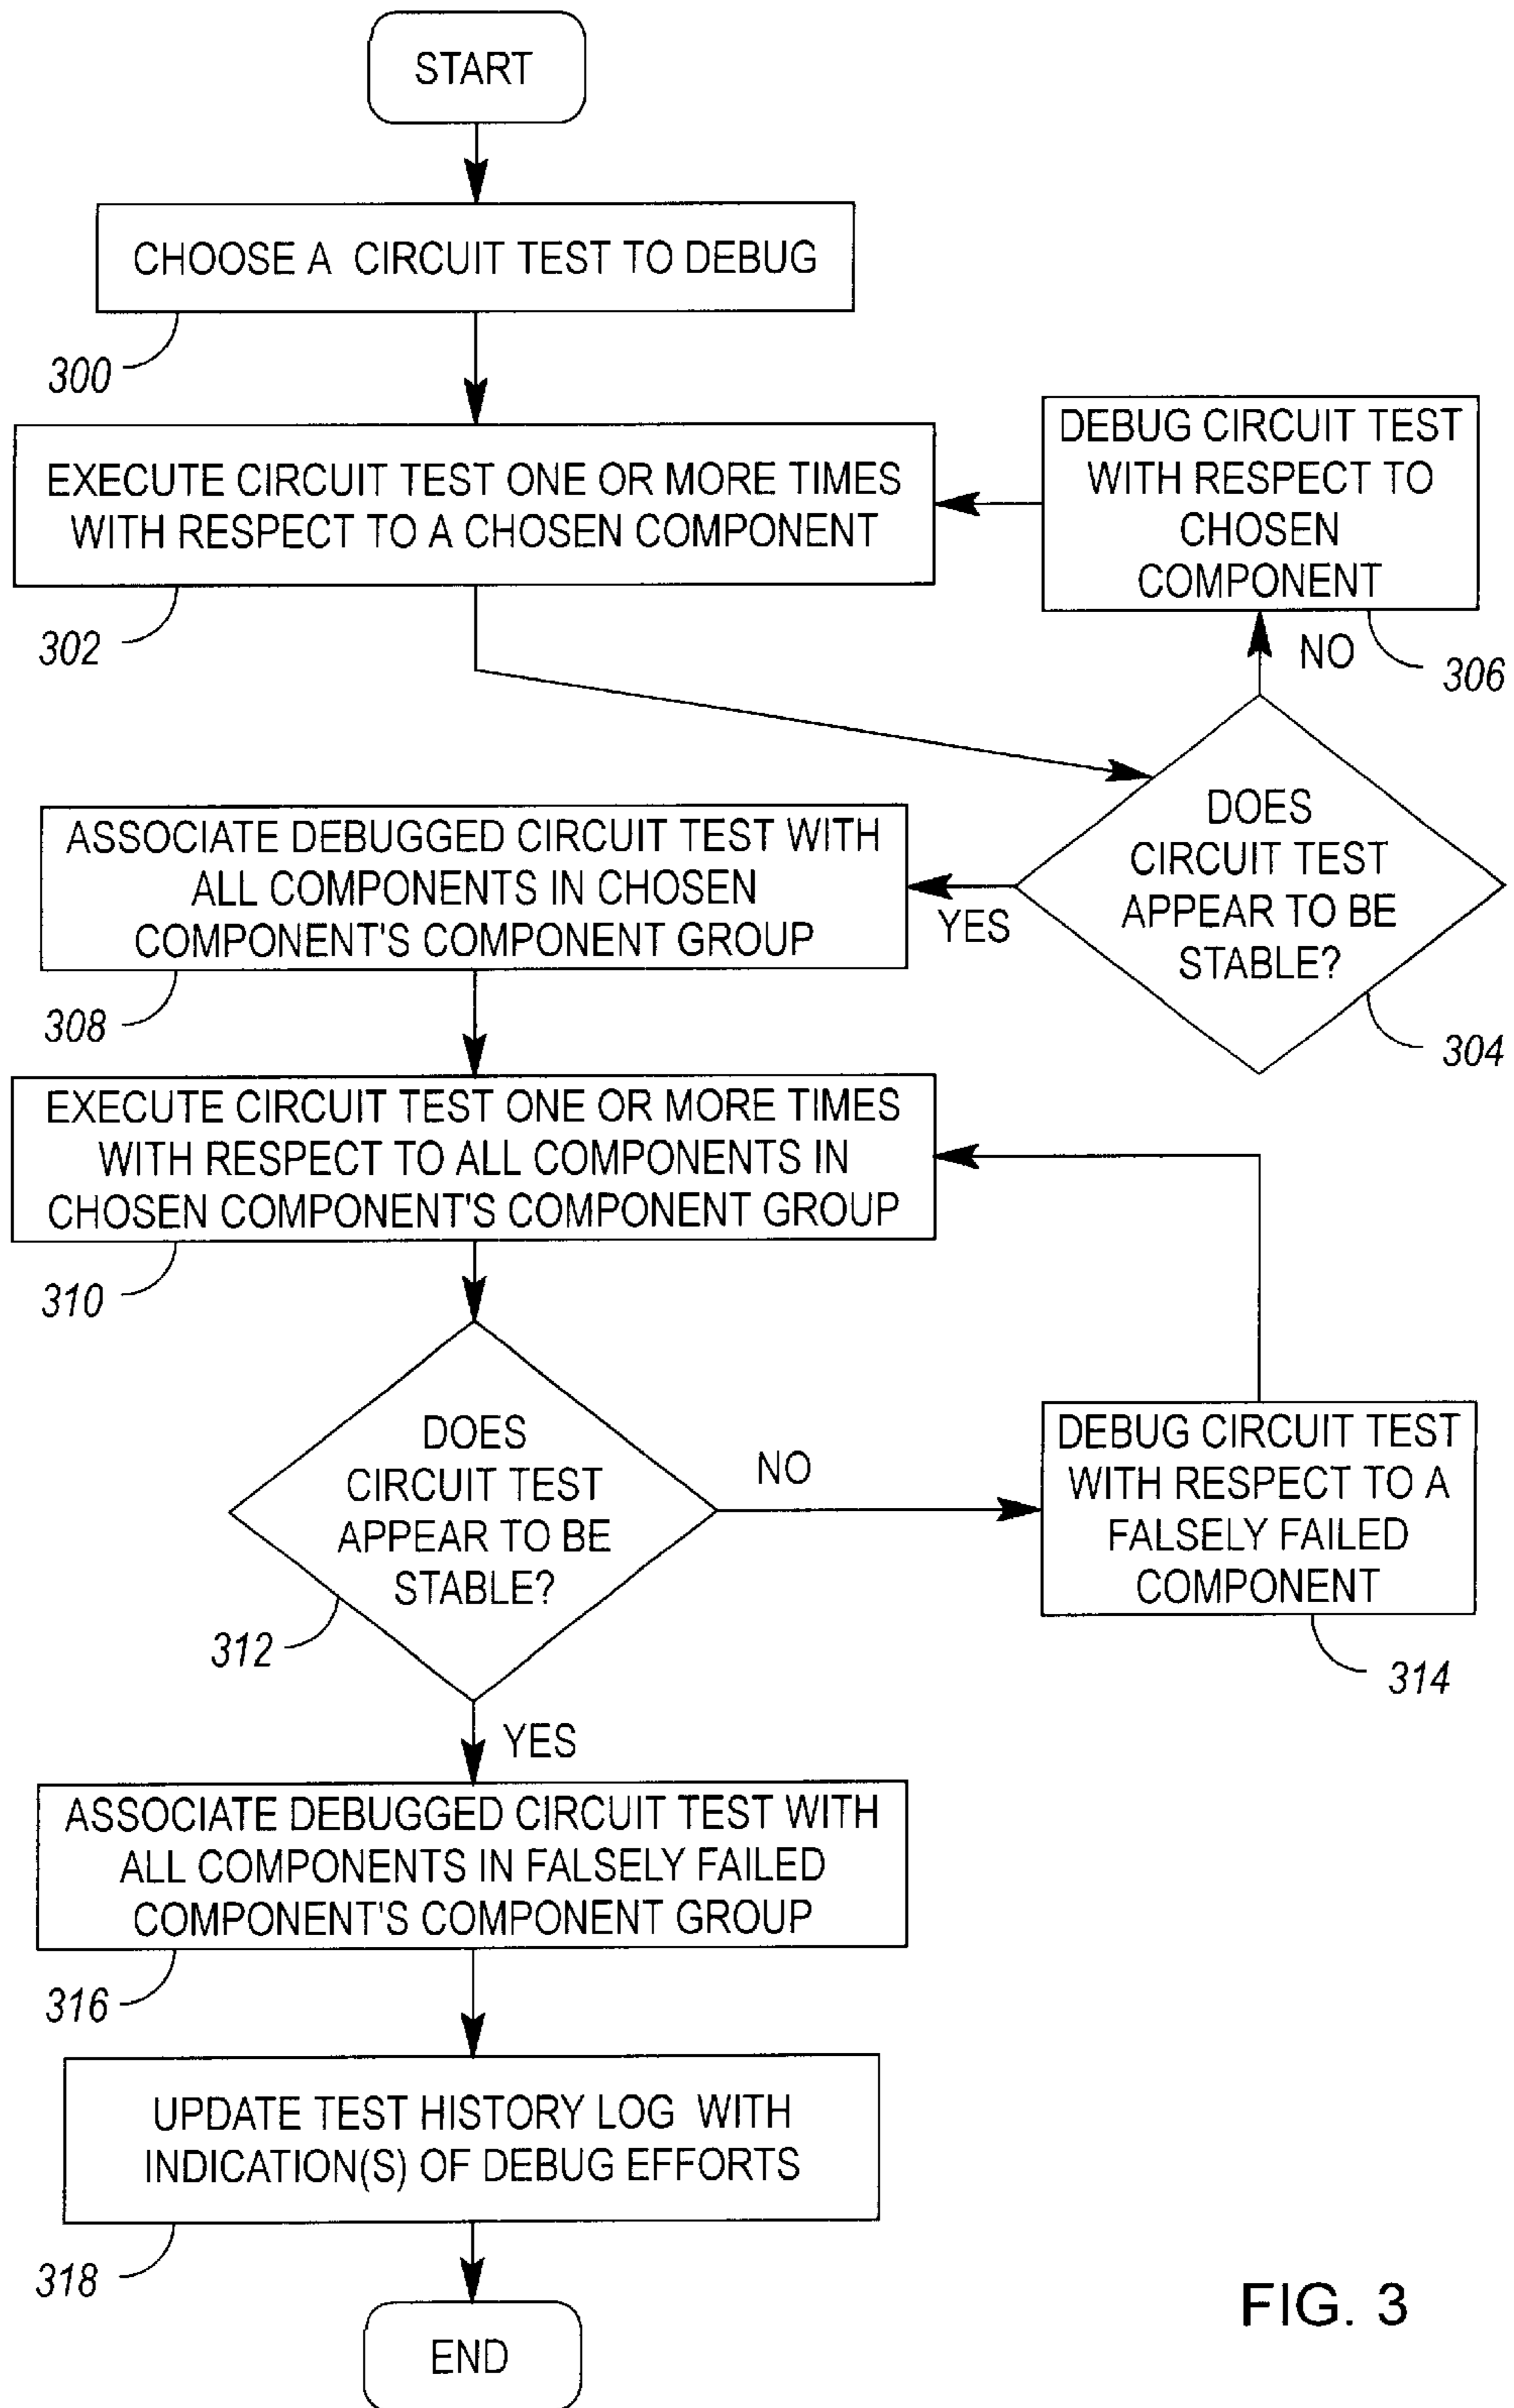 START
CHOOSE A CIRCUIT TEST TO DEBUG
300
EXECUTE CIRCUIT TEST ONE OR MORE TIMES
WITH RESPECT TO A CHOSEN COMPONENT
302
DEBUG CIRCUIT TEST
WITH RESPECT TO
CHOSEN
COMPONENT
NO
306
DOES
CIRCUIT TEST
APPEAR TO BE
STABLE?
YES
304
ASSOCIATE DEBUGGED CIRCUIT TEST WITH
ALL COMPONENTS IN CHOSEN
COMPONENT'S COMPONENT GROUP
308
EXECUTE CIRCUIT TEST ONE OR MORE TIMES
WITH RESPECT TO ALL COMPONENTS IN
CHOSEN COMPONENT'S COMPONENT GROUP
310
DOES
CIRCUIT TEST
APPEAR TO BE
STABLE?
312
NO
DEBUG CIRCUIT TEST
WITH RESPECT TO A
FALSELY FAILED
COMPONENT
314
YES
ASSOCIATE DEBUGGED CIRCUIT TEST WITH
ALL COMPONENTS IN FALSELY FAILED
COMPONENT'S COMPONENT GROUP
316
UPDATE TEST HISTORY LOG WITH
INDICATION(S) OF DEBUG EFFORTS
318
END
FIG. 3